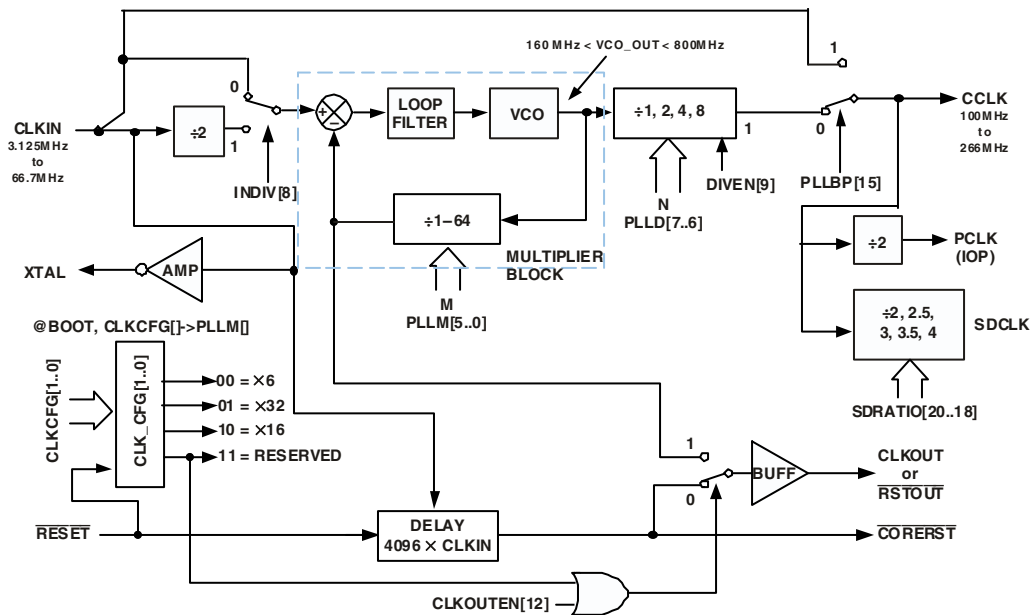 160 MHz < VCO_OUT < 800MHz
1
0
CLKIN
3.125MHz
to
66.7MHz
÷2
1
INDIV[8]
+
−
LOOP
FILTER
VCO
÷1, 2, 4, 8
1
0
CCLK
100MHz
to
266MHz
DIVEN[9]
PLLBP[15]
N
PLLD[7..6]
÷1–64
MULTIPLIER
BLOCK
M
PLLM[5..0]
÷2
PCLK
(IOP)
XTAL
AMP
÷2, 2.5,
3, 3.5, 4
SDCLK
SDRATIO[20..18]
@BOOT, CLKCFG[]->PLLM[]
CLKCFG[1..0]
CLK_CFG[1..0]
00 = ×6
01 = ×32
10 = ×16
11 = RESERVED
1
0
BUFF
CLKOUT
or
RSTOUT
RESET
DELAY
4096 × CLKIN
CORERST
CLKOUTEN[12]